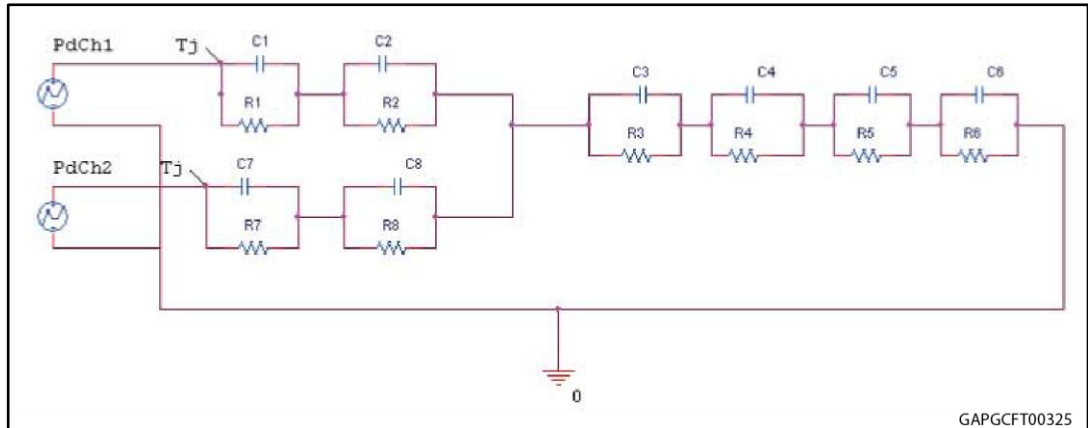 PdCh1
Tj
C1
C2
R1
R2
C3
C4
C5
C6
R3
R4
R5
R6
PdCh2
Tj
C7
C8
R7
R8
0
GAPGCFT00325